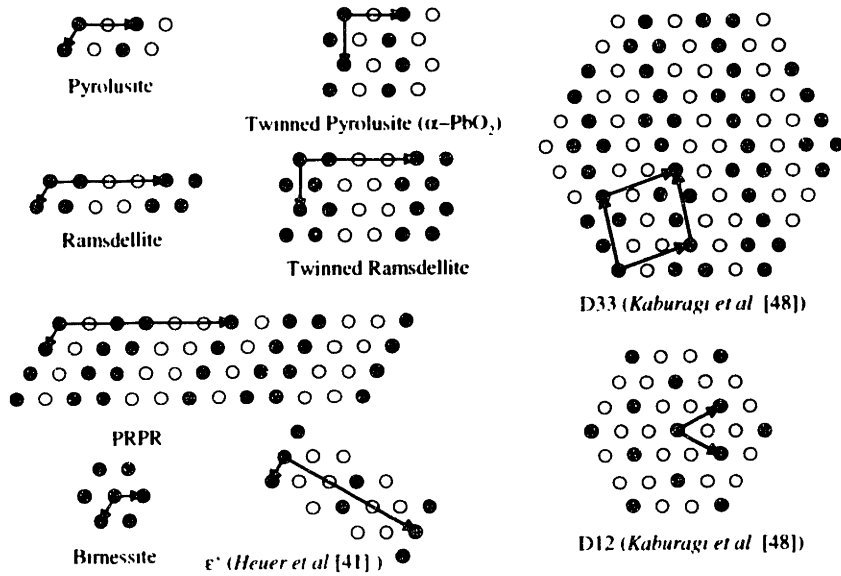 Pyrolusite
Twinned Pyrolusite (α-PbO₂)
Ramsdellite
Twinned Ramsdellite
D33 (Kaburagi et al [48])
PRPR
Birnessite
ε' (Heuer et al [41])
D12 (Kaburagi et al [48])